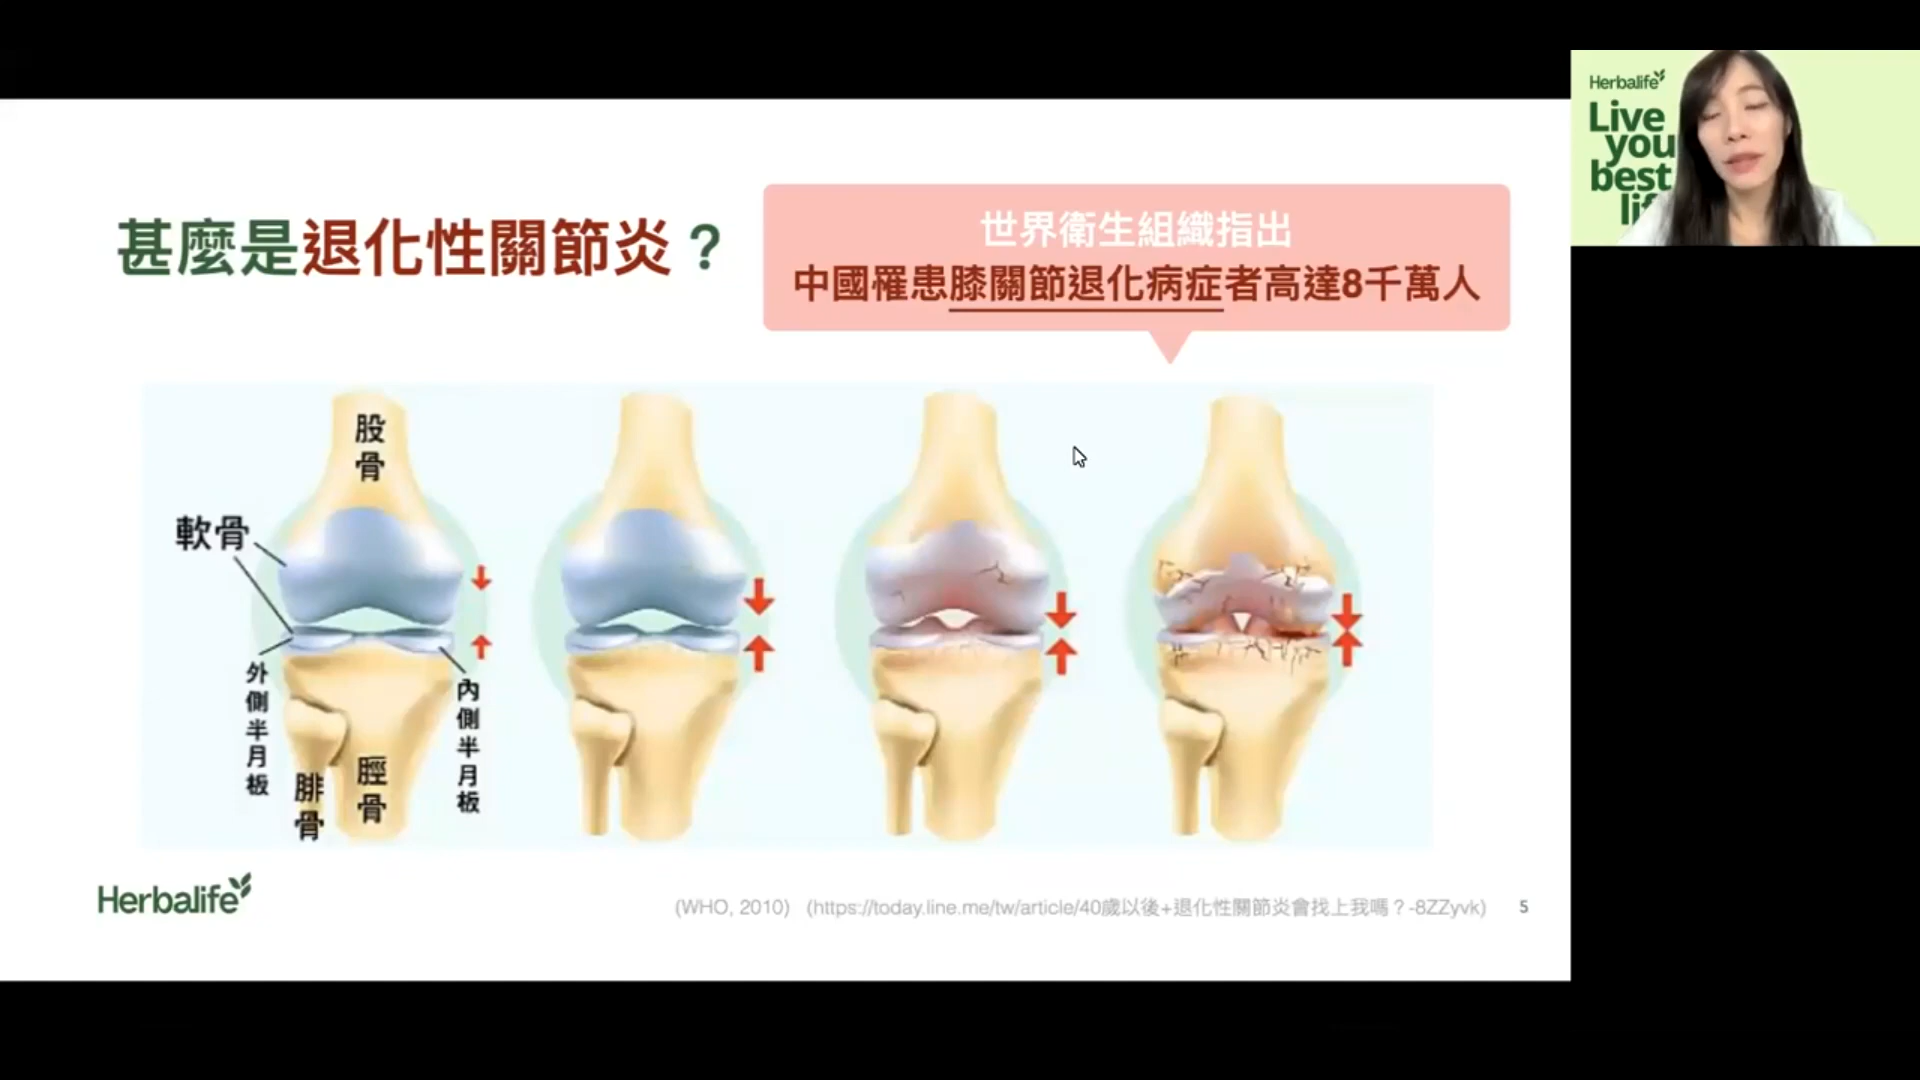 甚麼是退化性關節炎？
世界衛生組織指出
中國罹患膝關節退化病症者高達8千萬人
股骨
軟骨
外側半月板
內側半月板
腓骨
脛骨
Herbalife
(WHO, 2010) (https://today.line.me/tw/article/40歲以後+退化性關節炎會找上我嗎？-8ZZyvk)
5
Herbalife
Live
you
best
lif